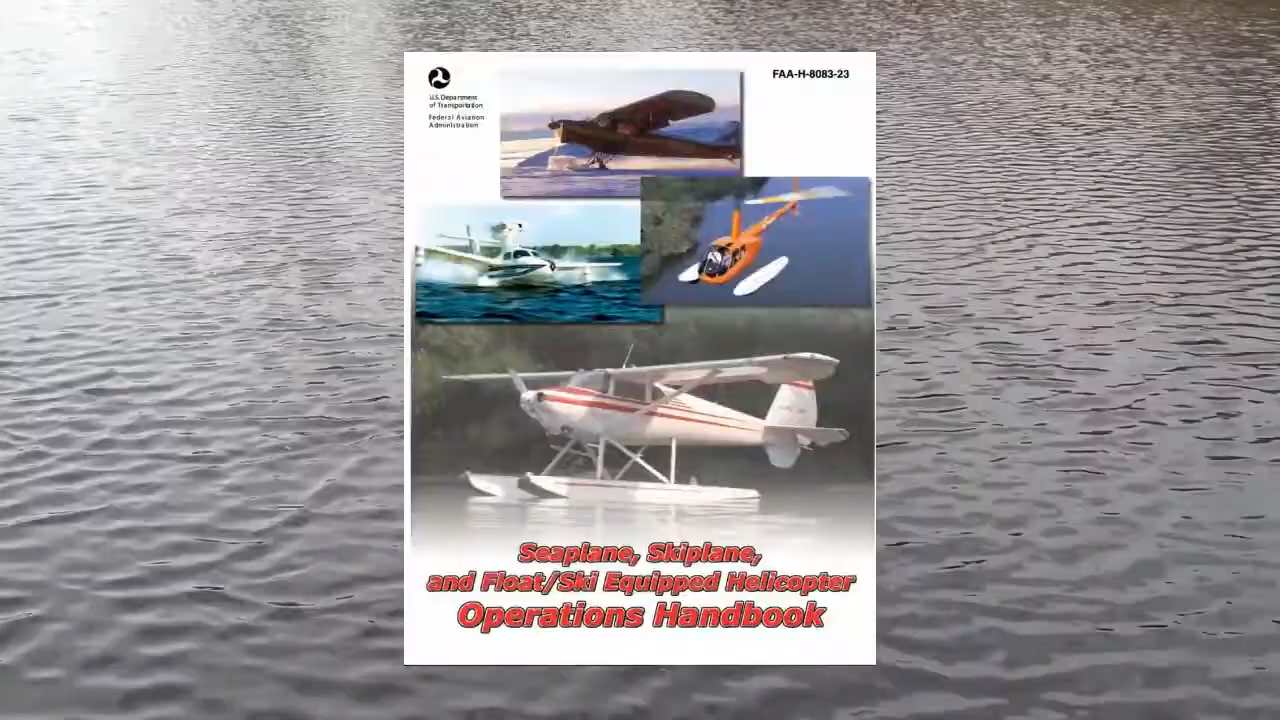 FAA-H-8083-23
U.S. Department
of Transportation
Federal Aviation
Administration
Seaplane, Skiplane,
and Float/Ski Equipped Helicopter
Operations Handbook